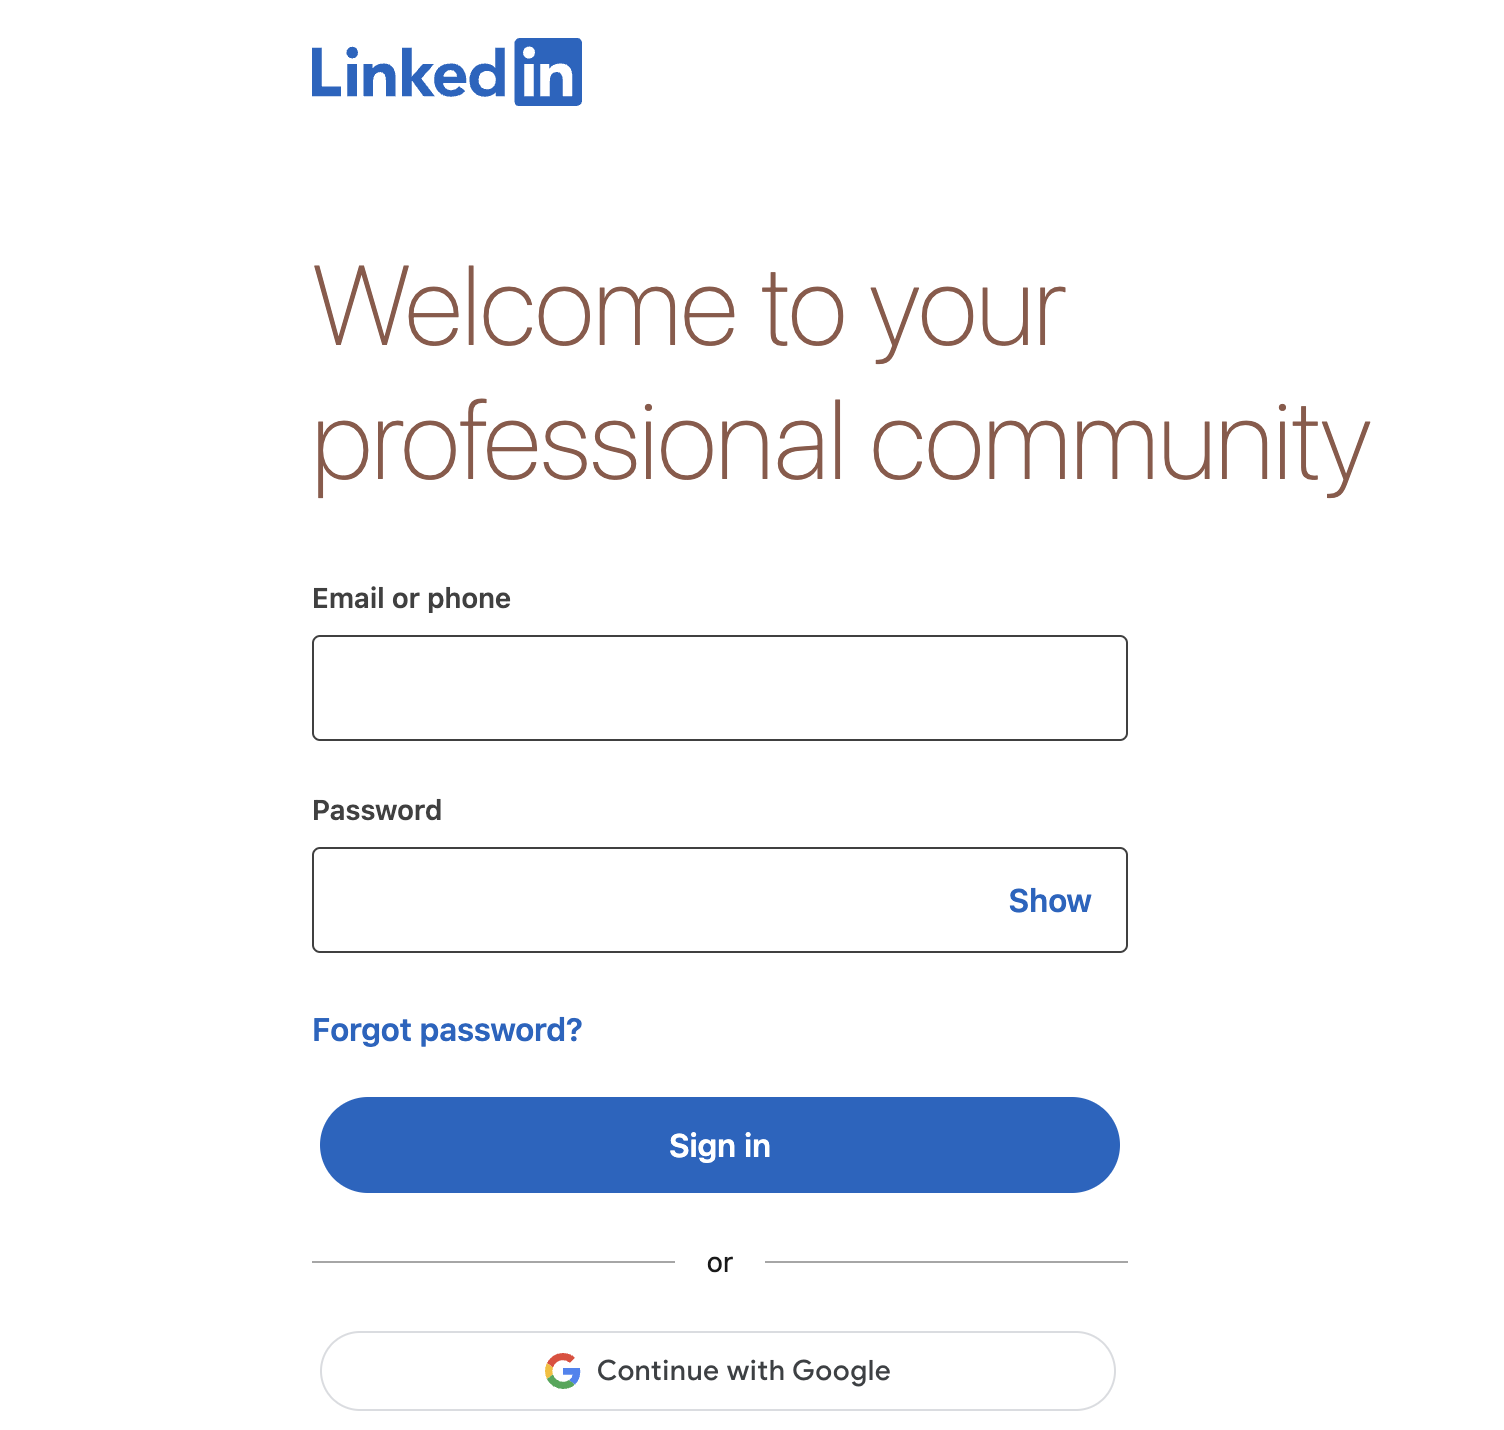 LinkedIn
Welcome to your
professional community
Email or phone
Password
Show
Forgot password?
Sign in
or
Continue with Google